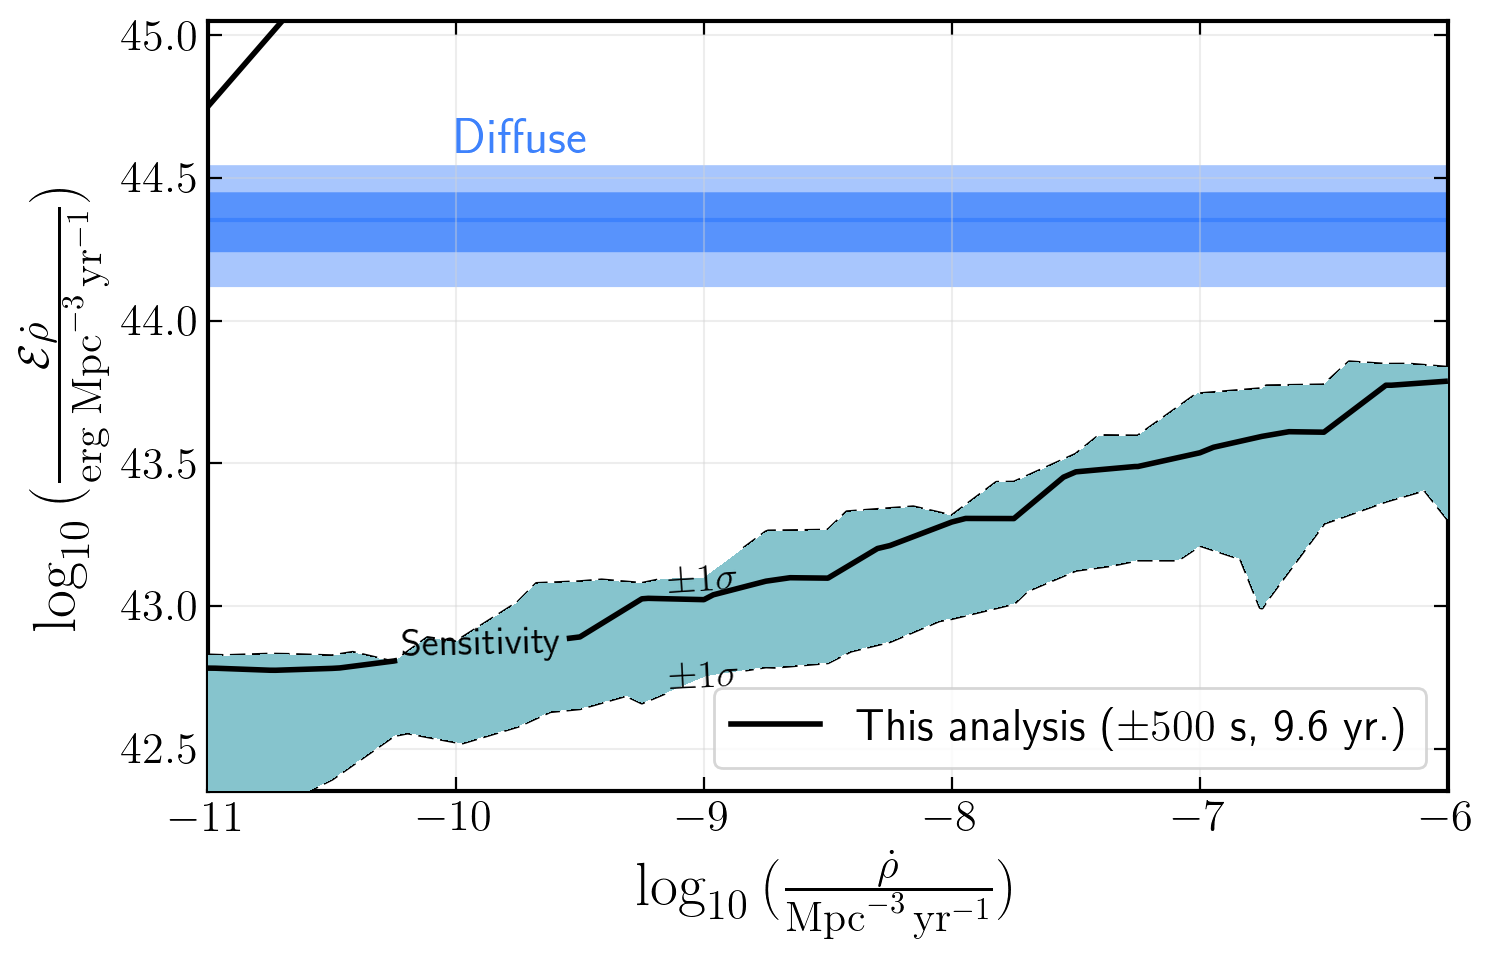 45.0
44.5
44.0
43.5
43.0
42.5
log₁₀ (ℰρ̇ / erg Mpc⁻³ yr⁻¹)
Diffuse
Sensitivity
±1σ
±1σ
This analysis (±500 s, 9.6 yr.)
−11 −10 −9 −8 −7 −6
log₁₀ (ρ̇ / Mpc⁻³ yr⁻¹)